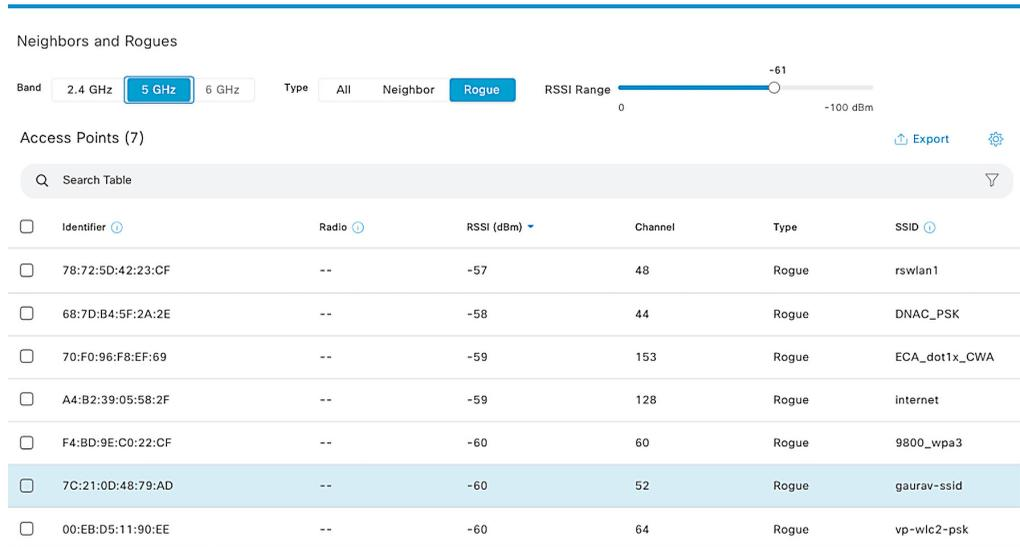 Neighbors and Rogues
Band 2.4 GHz 5 GHz 6 GHz Type All Neighbor Rogue RSSI Range -61
0 -100 dBm
Access Points (7) Export
Search Table
Identifier Radio RSSI (dBm) Channel Type SSID
78:72:5D:42:23:CF -- -57 48 Rogue rswlan1
68:7D:B4:5F:2A:2E -- -58 44 Rogue DNAC_PSK
70:F0:96:F8:EF:69 -- -59 153 Rogue ECA_dot1x_CWA
A4:B2:39:05:58:2F -- -59 128 Rogue internet
F4:BD:9E:C0:22:CF -- -60 60 Rogue 9800_wpa3
7C:21:0D:48:79:AD -- -60 52 Rogue gaurav-ssid
00:EB:D5:11:90:EE -- -60 64 Rogue vp-wlc2-psk